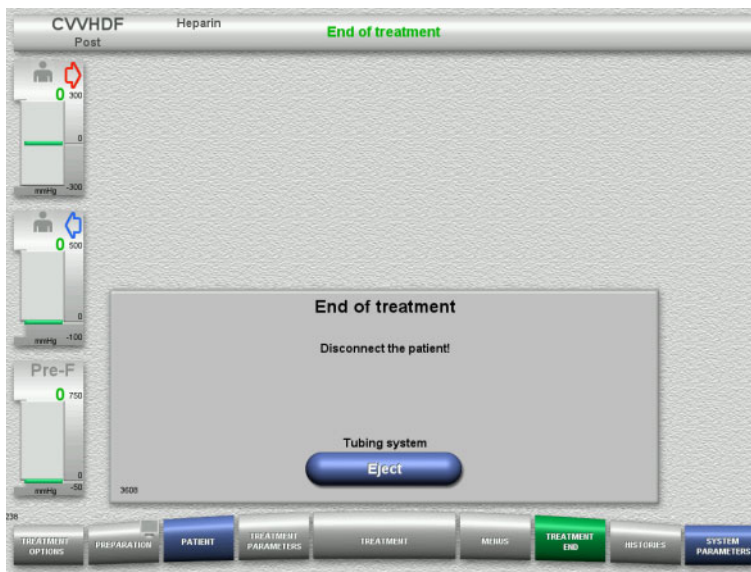 CVVHDF Heparin End of treatment
Post
0 300
0
mmHg -300
0 500
0
mmHg -100
Pre-F
0 750
0
mmHg -50
End of treatment
Disconnect the patient!
Tubing system
Eject
3608
238
TREATMENT OPTIONS
PREPARATION
PATIENT
TREATMENT PARAMETERS
TREATMENT
MENUS
TREATMENT END
HISTORIES
SYSTEM PARAMETERS